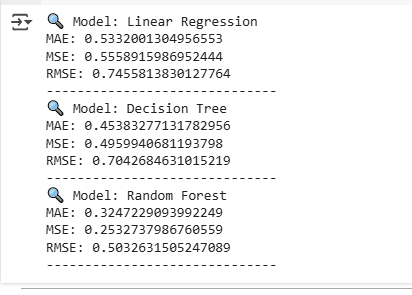 🔍 Model: Linear Regression
MAE: 0.5332001304956553
MSE: 0.5558915986952444
RMSE: 0.7455813830127764
-----------------------------
🔍 Model: Decision Tree
MAE: 0.45383277131782956
MSE: 0.4959940681193798
RMSE: 0.7042684631015219
-----------------------------
🔍 Model: Random Forest
MAE: 0.3247229093992249
MSE: 0.2532737986760559
RMSE: 0.5032631505247089
-----------------------------